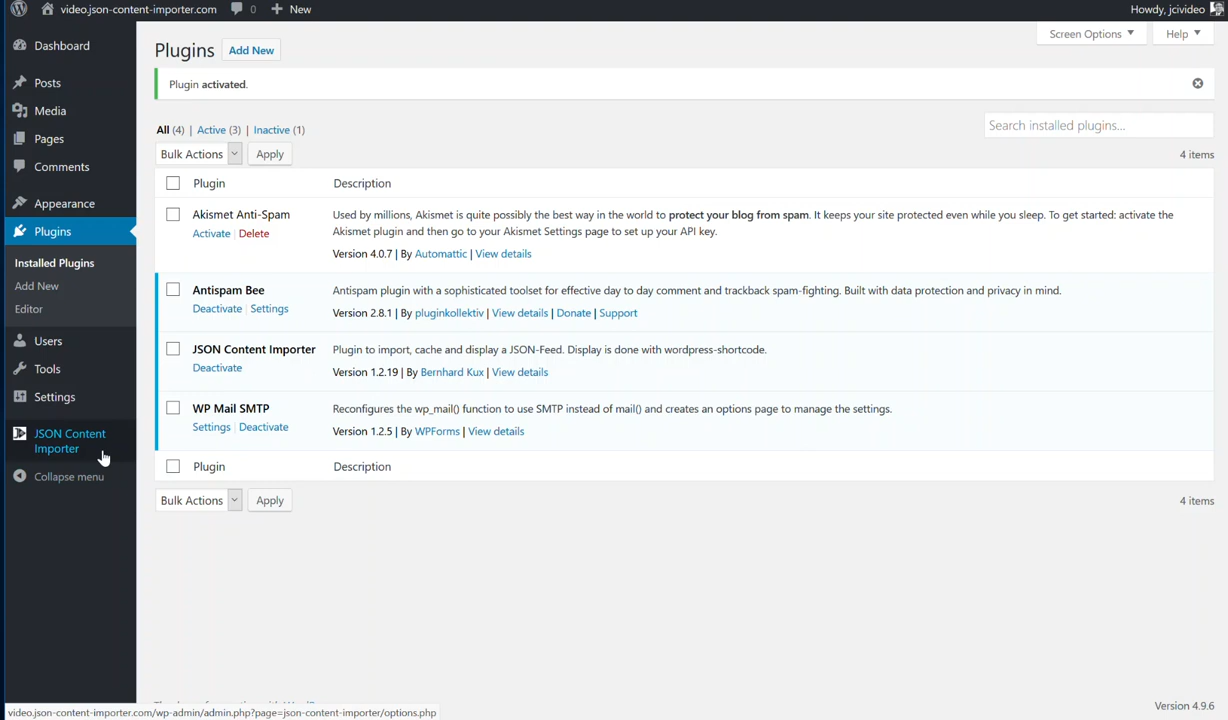 video.json-content-importer.com 0 New Howdy, jcivideo
Screen Options Help
Dashboard
Posts
Media
Pages
Comments
Appearance
Plugins
Installed Plugins
Add New
Editor
Users
Tools
Settings
JSON Content
Importer
Collapse menu
Plugins Add New
Plugin activated.
All (4) | Active (3) | Inactive (1)
Search installed plugins...
Bulk Actions Apply 4 items
Plugin Description
Akismet Anti-Spam
Activate | Delete
Used by millions, Akismet is quite possibly the best way in the world to protect your blog from spam. It keeps your site protected even while you sleep. To get started: activate the
Akismet plugin and then go to your Akismet Settings page to set up your API key.
Version 4.0.7 | By Automattic | View details
Antispam Bee
Deactivate | Settings
Antispam plugin with a sophisticated toolset for effective day to day comment and trackback spam-fighting. Built with data protection and privacy in mind.
Version 2.8.1 | By pluginkollektiv | View details | Donate | Support
JSON Content Importer
Deactivate
Plugin to import, cache and display a JSON-Feed. Display is done with wordpress-shortcode.
Version 1.2.19 | By Bernhard Kux | View details
WP Mail SMTP
Settings | Deactivate
Reconfigures the wp_mail() function to use SMTP instead of mail() and creates an options page to manage the settings.
Version 1.2.5 | By WPForms | View details
Plugin Description
Bulk Actions Apply 4 items
Version 4.9.6
video.json-content-importer.com/wp-admin/admin.php?page=json-content-importer/options.php